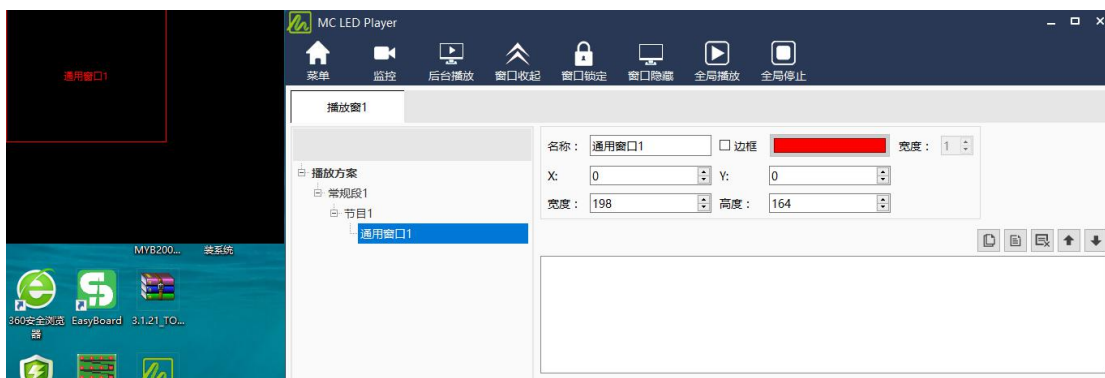 MC LED Player
菜单 监控 后台播放 窗口收起 窗口锁定 窗口隐藏 全局播放 全局停止
通用窗口1
播放窗1
名称： 通用窗口1 边框 宽度： 1
播放方案
X: 0 Y: 0
常规段1
宽度： 198 高度： 164
节目1
通用窗口1
MYB200... 装系统
360安全浏览器 EasyBoard 3.1.21_TO...